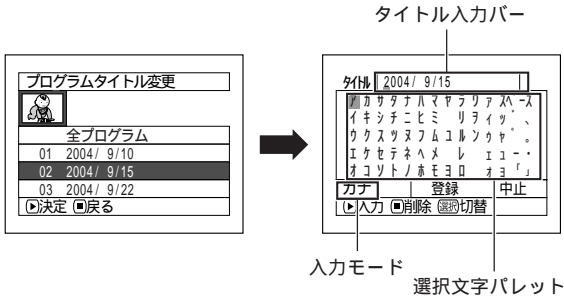 タイトル入力バー
プログラムタイトル変更
全プログラム
01 2004/ 9/10
02 2004/ 9/15
03 2004/ 9/22
決定 戻る
ﾀｲﾄﾙ 2004/ 9/15
ｱ ｶ ｻ ﾀ ﾅ ﾊ ﾏ ﾔ ﾗ ﾜ ｧ ｽﾍﾟｰｽ
ｲ ｷ ｼ ﾁ ﾆ ﾋ ﾐ ﾘ ｦ ｨ ｯ ﾞ 、
ｳ ｸ ｽ ﾂ ﾇ ﾌ ﾑ ﾕ ﾙ ﾝ ｩ ｬ ﾟ 。
ｴ ｹ ｾ ﾃ ﾈ ﾍ ﾒ ﾚ ｪ ｭ ー ・
ｵ ｺ ｿ ﾄ ﾉ ﾎ ﾓ ﾖ ﾛ ｫ ｮ 「 」
カナ 登録 中止
入力 削除 選択 切替
入力モード
選択文字パレット